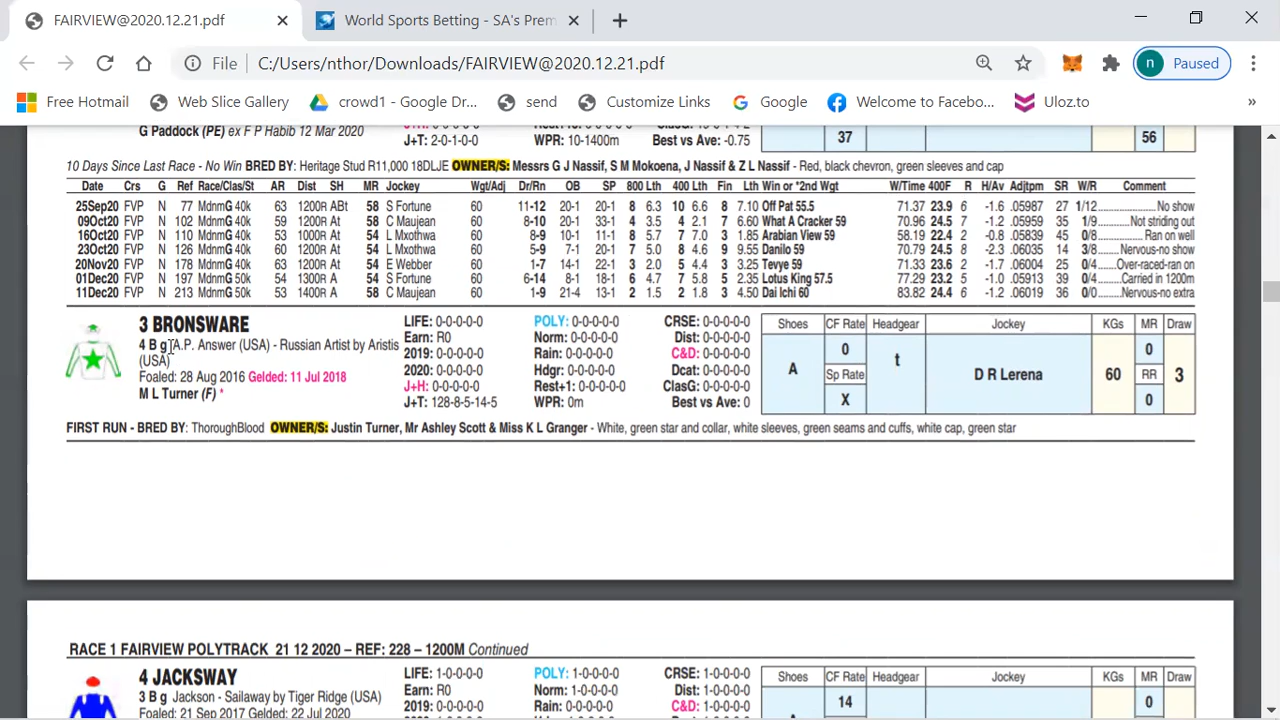 FAIRVIEW@2020.12.21.pdf
World Sports Betting - SA's Prem
File C:/Users/nthor/Downloads/FAIRVIEW@2020.12.21.pdf n Paused
Free Hotmail Web Slice Gallery crowd1 - Google Dr... send Customize Links Google Welcome to Facebo... Uloz.to »
G Paddock (PE) ex F P Habib 12 Mar 2020
J+T: 2-0-1-0-0 WPR: 10-1400m Best vs Ave: -0.75 37 56
10 Days Since Last Race - No Win BRED BY: Heritage Stud R11,000 18DLJE OWNER/S: Messrs G J Nassif, S M Mokoena, J Nassif & Z L Nassif - Red, black chevron, green sleeves and cap
Date Crs G Ref Race/Clas/St AR Dist SH MR Jockey Wgt/Adj Dr/Rn OB SP 800 Lth 400 Lth Fin Lth Win or *2nd Wgt W/Time 400F R H/Av Adjtpm SR W/R Comment
25Sep20 FVP N 77 MdnmG 40k 63 1200R ABt 58 S Fortune 60 11-12 20-1 20-1 8 6.3 10 6.6 8 7.10 Off Pat 55.5 71.37 23.9 6 -1.6 .05987 27 1/12 ..........No show
09Oct20 FVP N 102 MdnmG 40k 59 1200R At 58 C Maujean 60 8-10 20-1 33-1 4 3.5 4 2.1 7 6.60 What A Cracker 59 70.96 24.5 7 -1.2 .05959 35 1/9 ....Not striding out
16Oct20 FVP N 110 MdnmG 40k 54 1000R At 54 L Mxothwa 60 8-9 10-1 11-1 8 5.7 7 7.0 3 1.85 Arabian View 59 58.19 22.4 2 -0.8 .05839 45 0/8 .......Ran on well
23Oct20 FVP N 126 MdnmG 40k 60 1200R At 54 L Mxothwa 60 5-9 7-1 20-1 7 5.0 8 4.6 9 9.55 Danilo 59 70.79 24.5 8 -2.3 .06035 14 3/8 ...Nervous-no show
20Nov20 FVP N 178 MdnmG 40k 63 1200R At 54 E Webber 60 1-7 14-1 22-1 3 2.0 5 4.4 3 3.25 Tevye 59 71.33 23.6 2 -1.7 .06004 25 0/4 ..Over-raced-ran on
01Dec20 FVP N 197 MdnmG 50k 54 1300R A 54 S Fortune 60 6-14 8-1 18-1 6 4.7 7 5.8 5 2.35 Lotus King 57.5 77.29 23.2 5 -1.0 .05913 39 0/4 ...Carried in 1200m
11Dec20 FVP N 213 MdnmG 50k 53 1400R A 58 C Maujean 60 1-9 21-4 13-1 2 1.5 2 1.8 3 4.50 Dai Ichi 60 83.82 24.4 6 -1.2 .06019 36 0/0 ...Nervous-no extra
3 BRONSWARE LIFE: 0-0-0-0-0 POLY: 0-0-0-0-0 CRSE: 0-0-0-0-0 Shoes CF Rate Headgear Jockey KGs MR Draw
4 B g A.P. Answer (USA) - Russian Artist by Aristis Earn: R0 Norm: 0-0-0-0-0 Dist: 0-0-0-0-0 0 0
(USA) 2019: 0-0-0-0-0 Rain: 0-0-0-0-0 C&D: 0-0-0-0-0
Foaled: 28 Aug 2016 Gelded: 11 Jul 2018 2020: 0-0-0-0-0 Hdgr: 0-0-0-0-0 Dcat: 0-0-0-0-0 A Sp Rate t D R Lerena 60 RR 3
M L Turner (F) * J+H: 0-0-0-0-0 Rest+1: 0-0-0-0-0 ClasG: 0-0-0-0-0
J+T: 128-8-5-14-5 WPR: 0m Best vs Ave: 0 X 0
FIRST RUN - BRED BY: ThoroughBlood OWNER/S: Justin Turner, Mr Ashley Scott & Miss K L Granger - White, green star and collar, white sleeves, green seams and cuffs, white cap, green star
RACE 1 FAIRVIEW POLYTRACK 21 12 2020 – REF: 228 – 1200M Continued
4 JACKSWAY LIFE: 1-0-0-0-0 POLY: 1-0-0-0-0 CRSE: 1-0-0-0-0 Shoes CF Rate Headgear Jockey KGs MR Draw
3 B g Jackson - Sailaway by Tiger Ridge (USA) Earn: R0 Norm: 1-0-0-0-0 Dist: 1-0-0-0-0 14 0
Foaled: 21 Sep 2017 Gelded: 22 Jul 2020 2019: 0-0-0-0-0 Rain: 0-0-0-0-0 C&D: 1-0-0-0-0